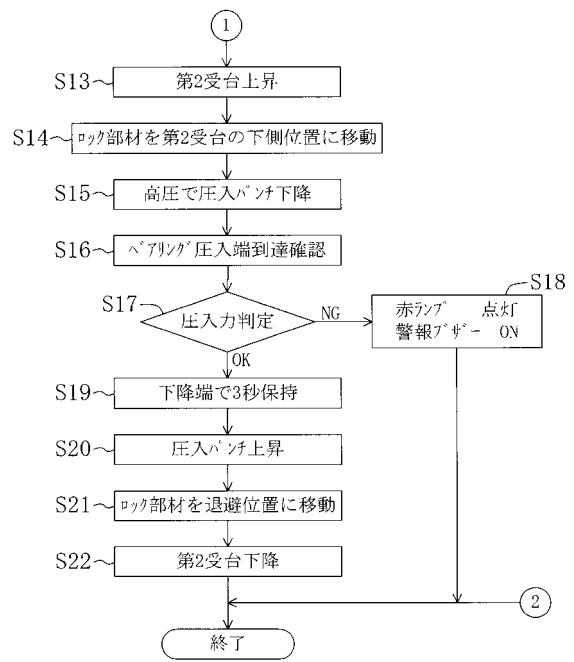 1
S13 第2受台上昇
S14 ﾛｯｸ部材を第2受台の下側位置に移動
S15 高圧で圧入ﾊﾟﾝﾁ下降
S16 ﾍﾞｱﾘﾝｸﾞ圧入端到達確認
S17 圧入力判定
NG
OK
S18
赤ﾗﾝﾌﾟ 点灯
警報ﾌﾞｻﾞｰ ON
S19 下降端で3秒保持
S20 圧入ﾊﾟﾝﾁ上昇
S21 ﾛｯｸ部材を退避位置に移動
S22 第2受台下降
2
終了